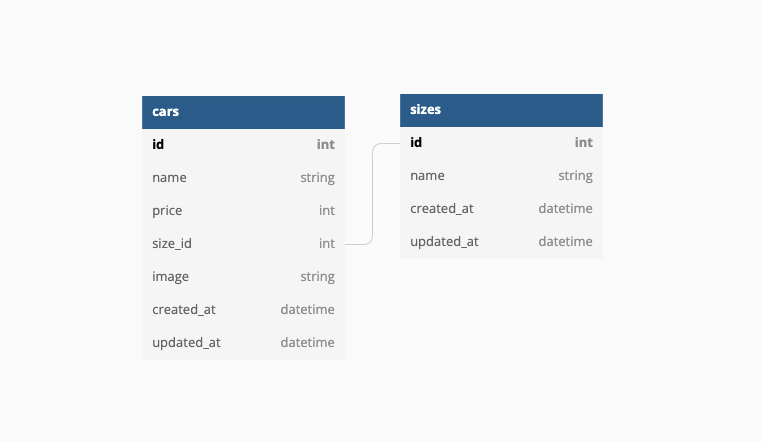 cars
id int
name string
price int
size_id int
image string
created_at datetime
updated_at datetime
sizes
id int
name string
created_at datetime
updated_at datetime